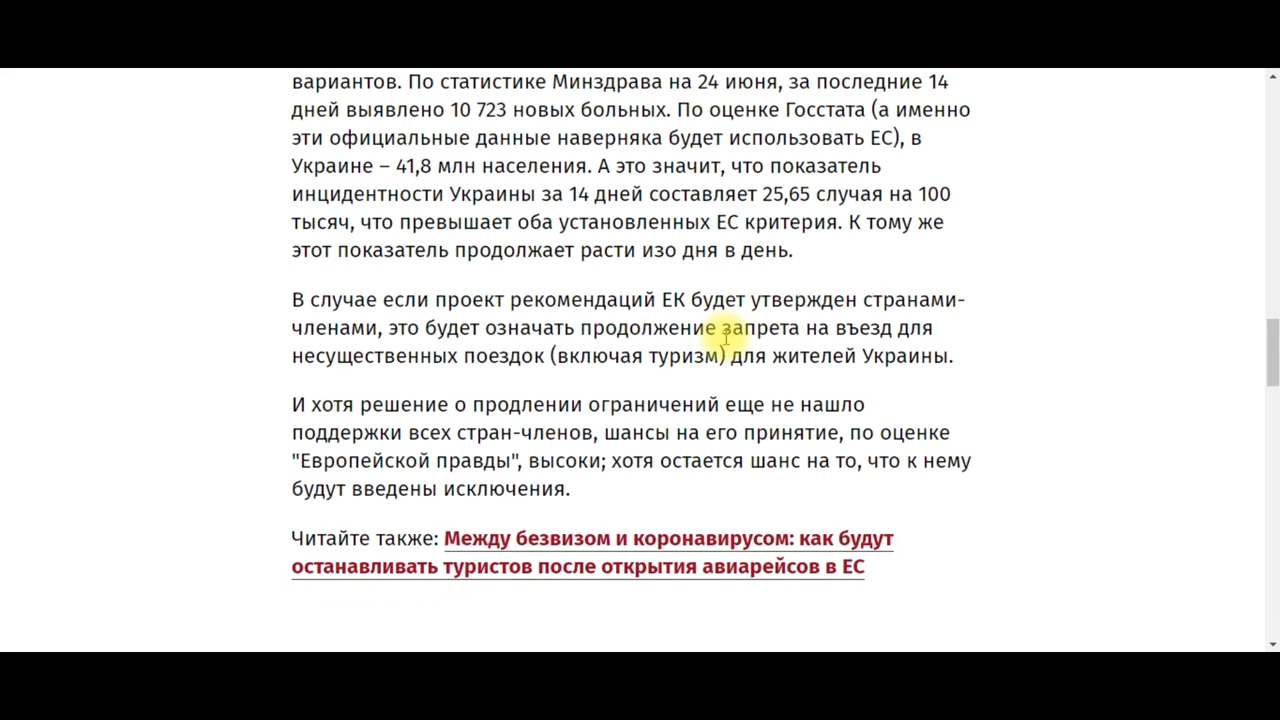 вариантов. По статистике Минздрава на 24 июня, за последние 14
дней выявлено 10 723 новых больных. По оценке Госстата (а именно
эти официальные данные наверняка будет использовать ЕС), в
Украине – 41,8 млн населения. А это значит, что показатель
инцидентности Украины за 14 дней составляет 25,65 случая на 100
тысяч, что превышает оба установленных ЕС критерия. К тому же
этот показатель продолжает расти изо дня в день.
В случае если проект рекомендаций ЕК будет утвержден странами-
членами, это будет означать продолжение запрета на въезд для
несущественных поездок (включая туризм) для жителей Украины.
И хотя решение о продлении ограничений еще не нашло
поддержки всех стран-членов, шансы на его принятие, по оценке
"Европейской правды", высоки; хотя остается шанс на то, что к нему
будут введены исключения.
Читайте также: Между безвизом и коронавирусом: как будут
останавливать туристов после открытия авиарейсов в ЕС